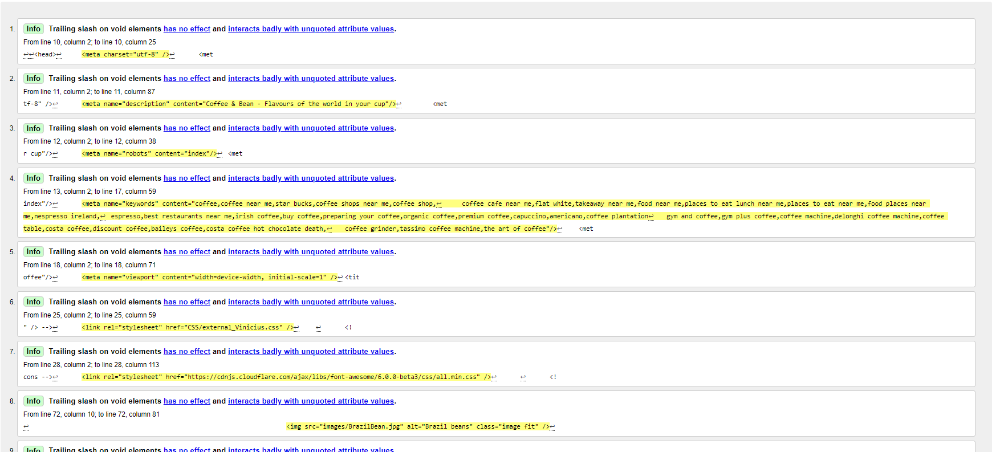 1. Info Trailing slash on void elements has no effect and interacts badly with unquoted attribute values.
From line 10, column 2; to line 10, column 25
↩↩<head>↩ <meta charset="utf-8" />↩ <met
2. Info Trailing slash on void elements has no effect and interacts badly with unquoted attribute values.
From line 11, column 2; to line 11, column 87
tf-8" />↩ <meta name="description" content="Coffee & Bean - Flavours of the world in your cup"/>↩ <met
3. Info Trailing slash on void elements has no effect and interacts badly with unquoted attribute values.
From line 12, column 2; to line 12, column 38
r cup"/>↩ <meta name="robots" content="index"/>↩ <met
4. Info Trailing slash on void elements has no effect and interacts badly with unquoted attribute values.
From line 13, column 2; to line 17, column 59
index"/>↩ <meta name="keywords" content="coffee,coffee near me,star bucks,coffee shops near me,coffee shop,↩ coffee cafe near me,flat white,takeaway near me,food near me,places to eat lunch near me,places to eat near me,food places near
me,nespresso ireland,↩ espresso,best restaurants near me,irish coffee,buy coffee,preparing your coffee,organic coffee,premium coffee,capuccino,americano,coffee plantation↩ gym and coffee,gym plus coffee,coffee machine,delonghi coffee machine,coffee
table,costa coffee,discount coffee,baileys coffee,costa coffee hot chocolate death,↩ coffee grinder,tassimo coffee machine,the art of coffee"/>↩ <met
5. Info Trailing slash on void elements has no effect and interacts badly with unquoted attribute values.
From line 18, column 2; to line 18, column 71
offee"/>↩ <meta name="viewport" content="width=device-width, initial-scale=1" />↩ <tit
6. Info Trailing slash on void elements has no effect and interacts badly with unquoted attribute values.
From line 25, column 2; to line 25, column 59
" /> -->↩ <link rel="stylesheet" href="CSS/external_Vinicius.css" />↩ ↩ <!
7. Info Trailing slash on void elements has no effect and interacts badly with unquoted attribute values.
From line 28, column 2; to line 28, column 113
cons -->↩ <link rel="stylesheet" href="https://cdnjs.cloudflare.com/ajax/libs/font-awesome/6.0.0-beta3/css/all.min.css" />↩ ↩ <!
8. Info Trailing slash on void elements has no effect and interacts badly with unquoted attribute values.
From line 72, column 10; to line 72, column 81
↩ <img src="images/BrazilBean.jpg" alt="Brazil beans" class="image fit" />↩
9. Info Trailing slash on void elements has no effect and interacts badly with unquoted attribute values.